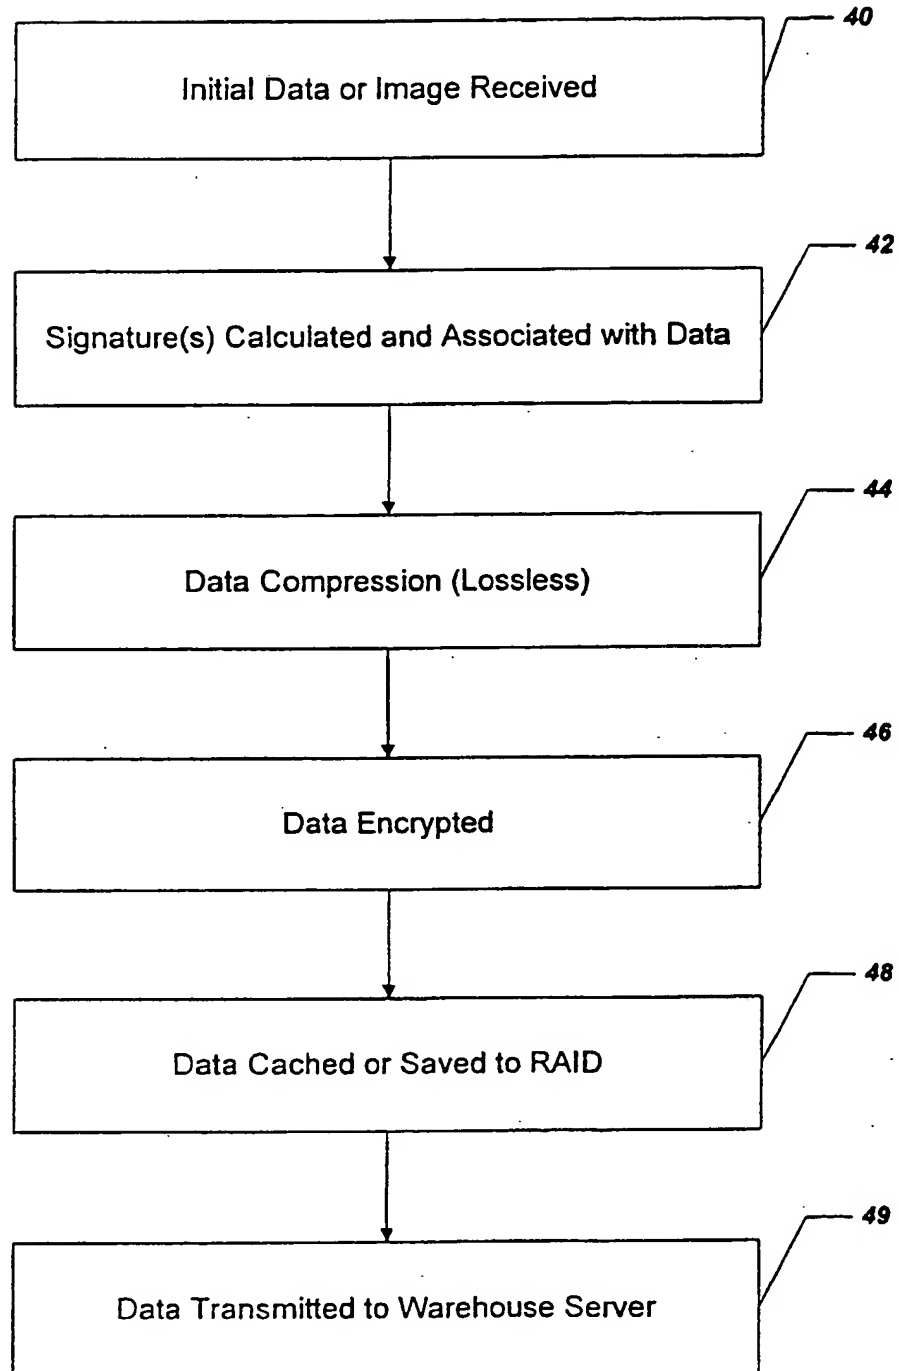 40
Initial Data or Image Received
42
Signature(s) Calculated and Associated with Data
44
Data Compression (Lossless)
46
Data Encrypted
48
Data Cached or Saved to RAID
49
Data Transmitted to Warehouse Server